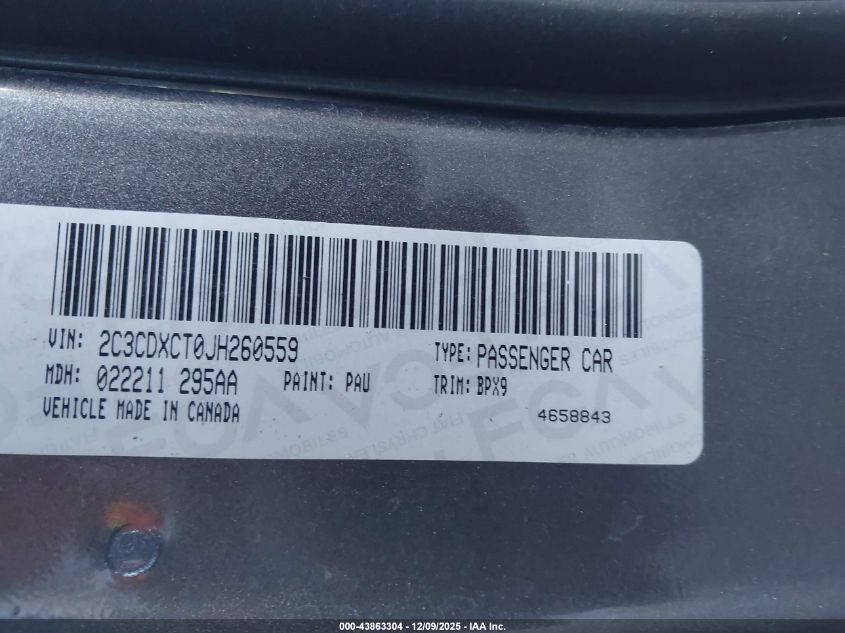 VIN: 2C3CDXCT0JH260559 TYPE: PASSENGER CAR
MDH: 022211 295AA PAINT: PAU TRIM: BPX9
VEHICLE MADE IN CANADA 4658843
000-43863304 - 12/09/2025 - IAA Inc.